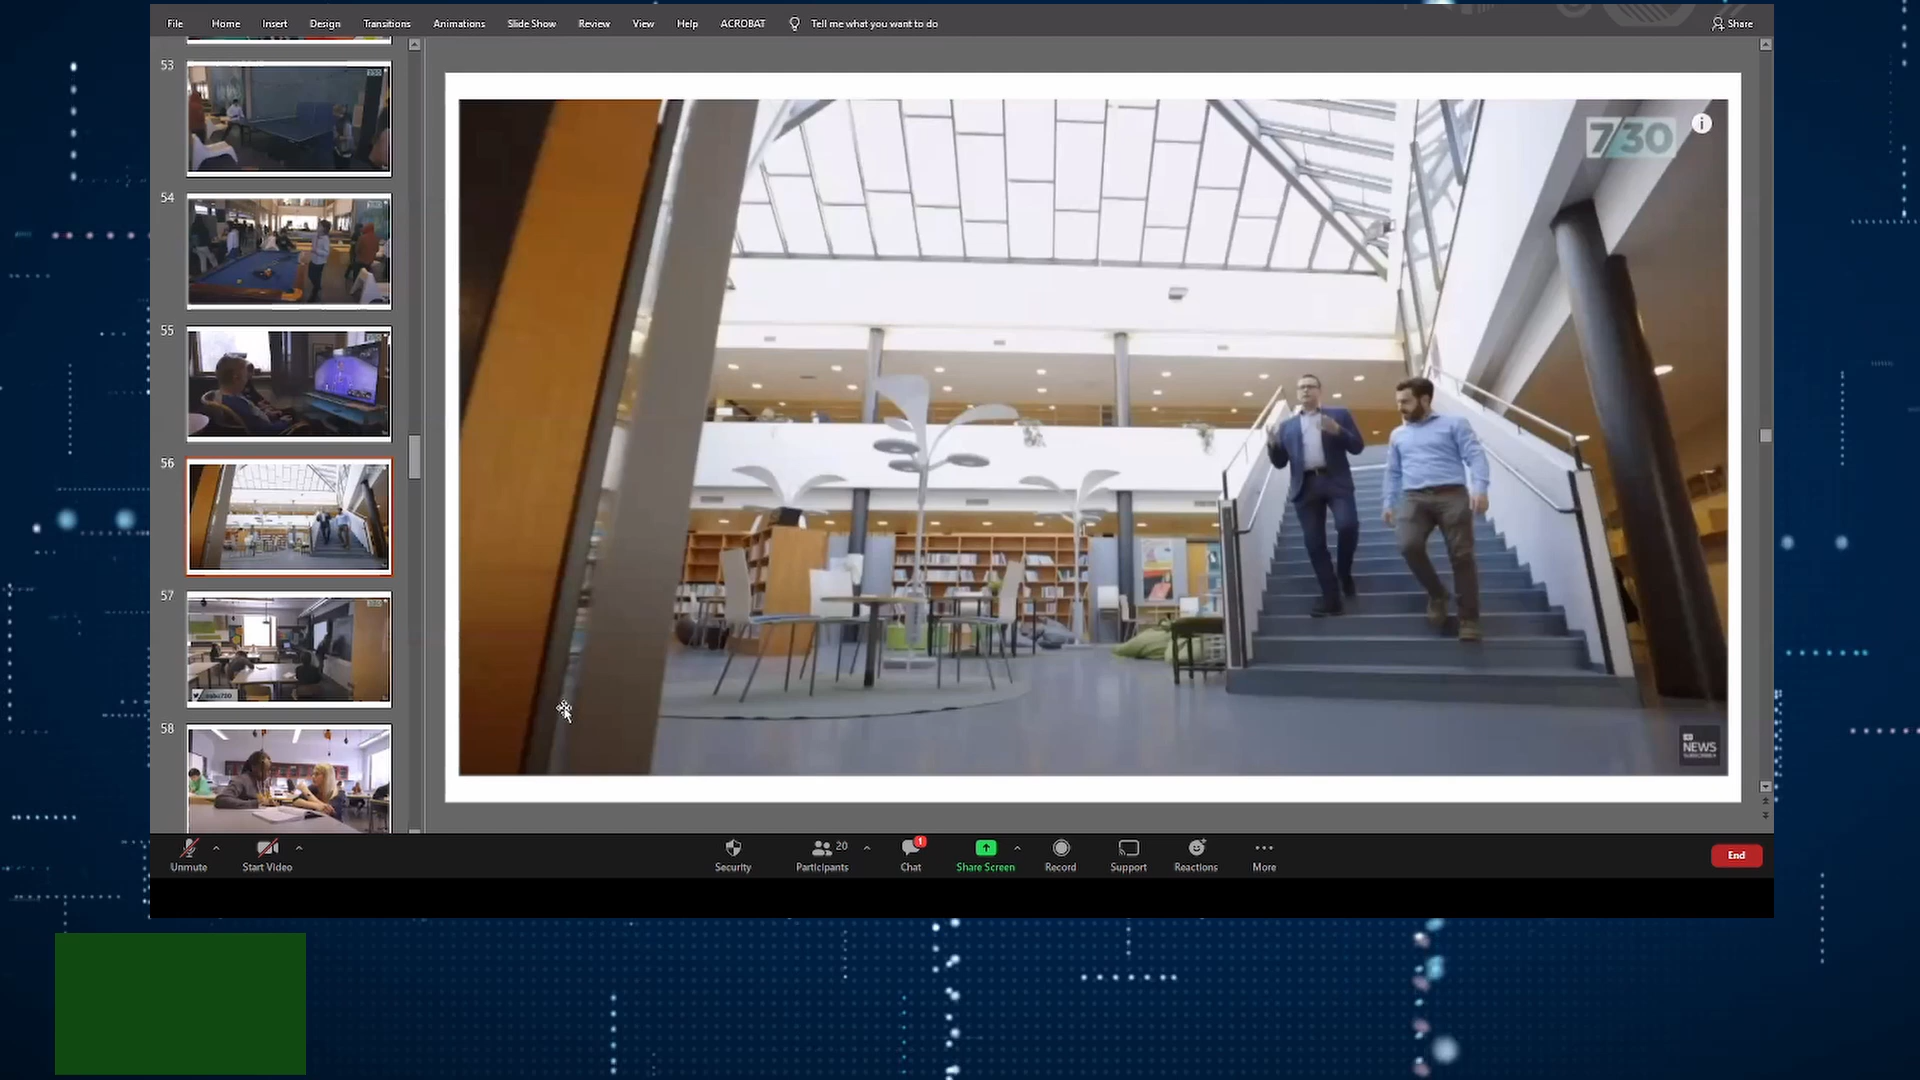 File Home Insert Design Transitions Animations Slide Show Review View Help ACROBAT Tell me what you want to do Share
53
54
55
56
57
58
7/30
i
NEWS
Unmute Start Video Security Participants 20 Chat 1 Share Screen Record Support Reactions More End